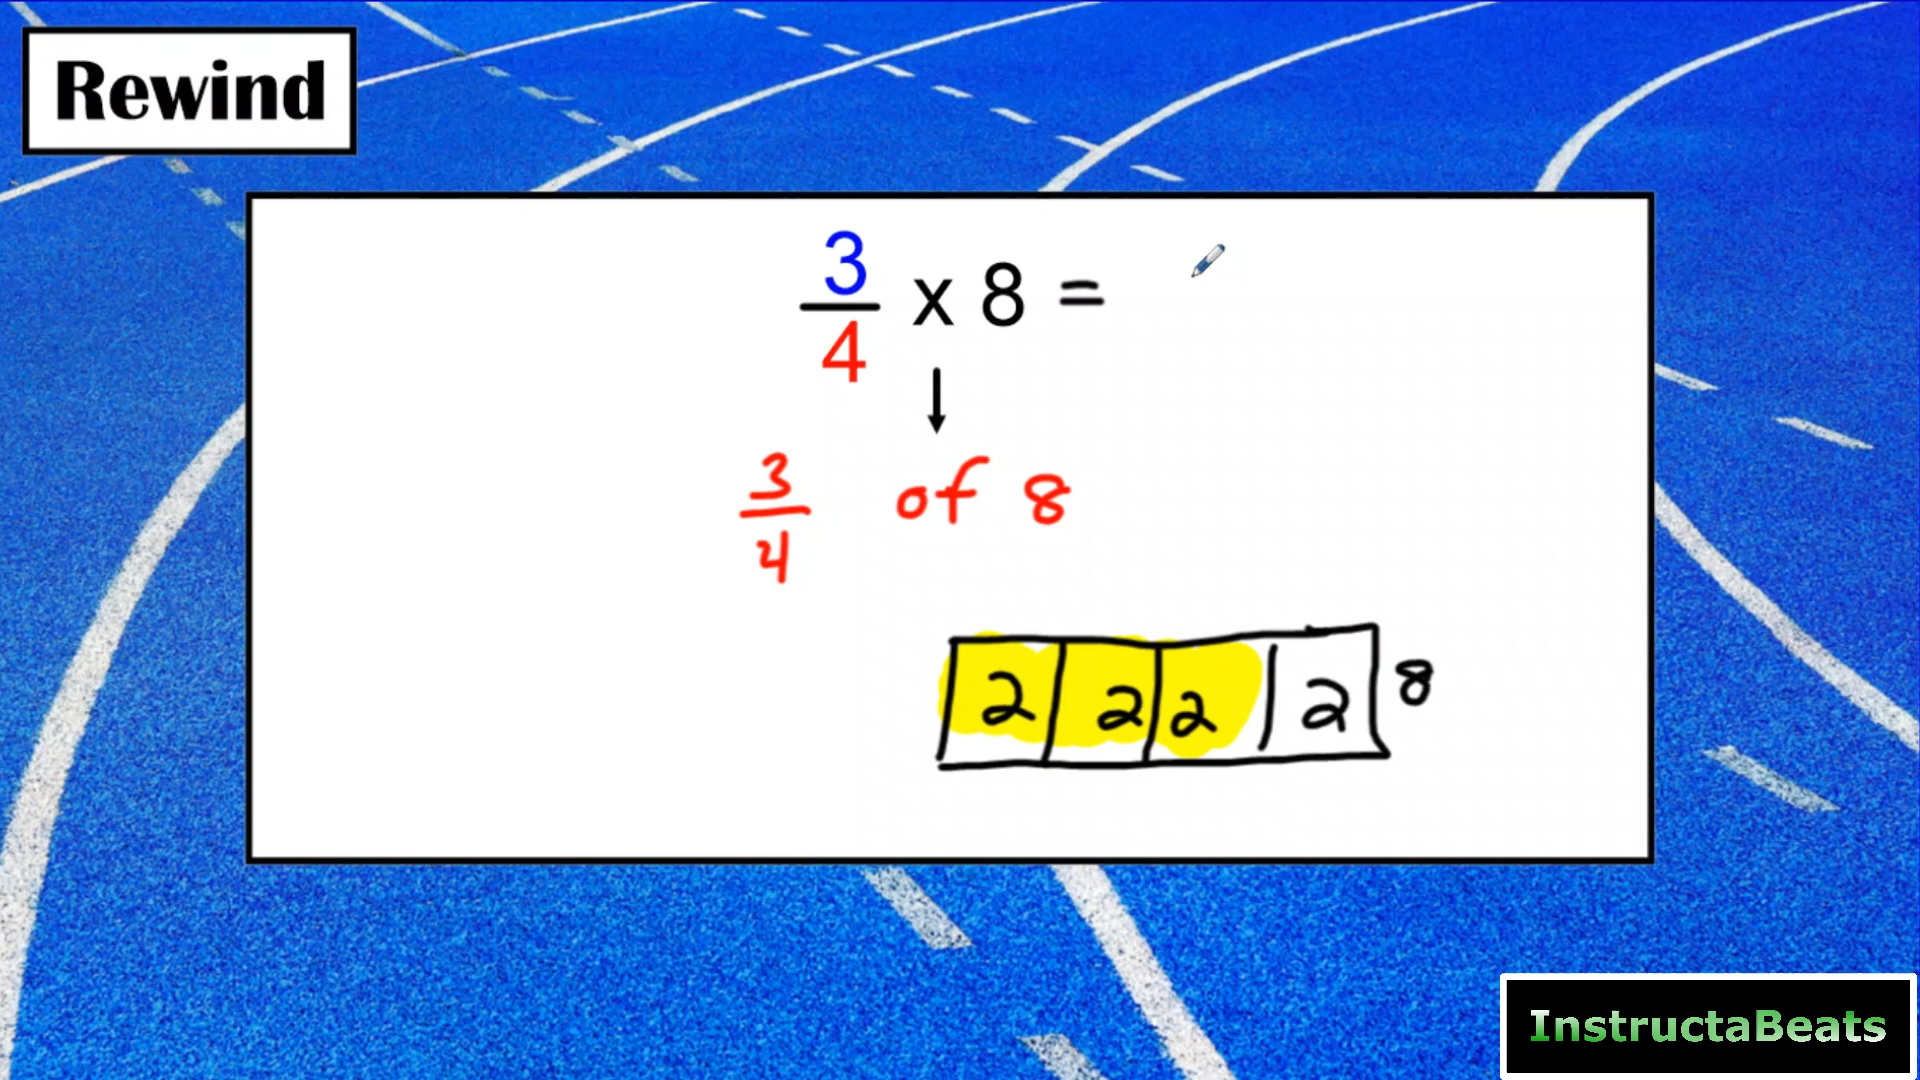 Rewind
3/4 x 8 =
3/4 of 8
2 2 2 2 8
InstructaBeats